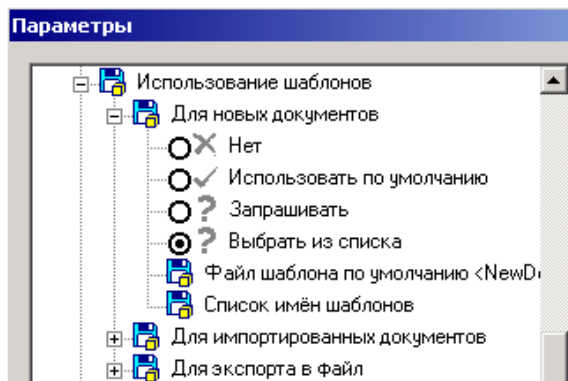 Параметры
Использование шаблонов
Для новых документов
Нет
Использовать по умолчанию
Запрашивать
Выбрать из списка
Файл шаблона по умолчанию <NewD
Список имён шаблонов
Для импортированных документов
Для экспорта в файл